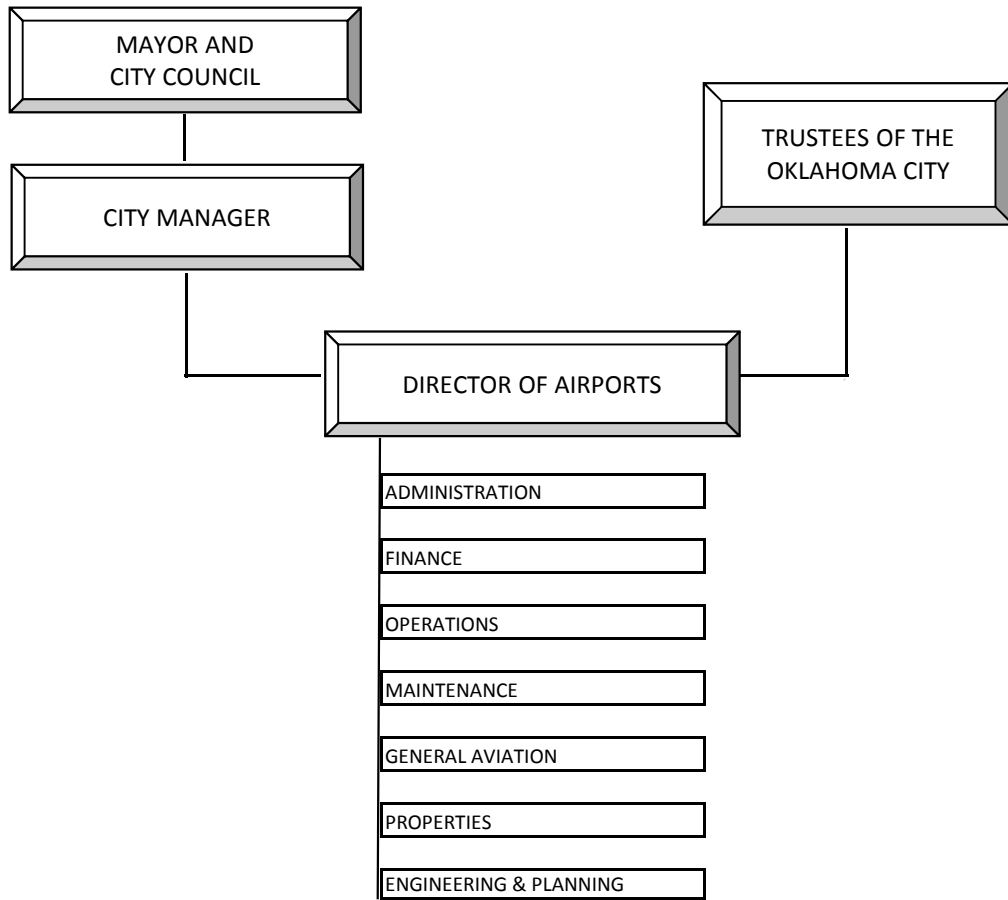 MAYOR AND
CITY COUNCIL
TRUSTEES OF THE
OKLAHOMA CITY
CITY MANAGER
DIRECTOR OF AIRPORTS
ADMINISTRATION
FINANCE
OPERATIONS
MAINTENANCE
GENERAL AVIATION
PROPERTIES
ENGINEERING & PLANNING